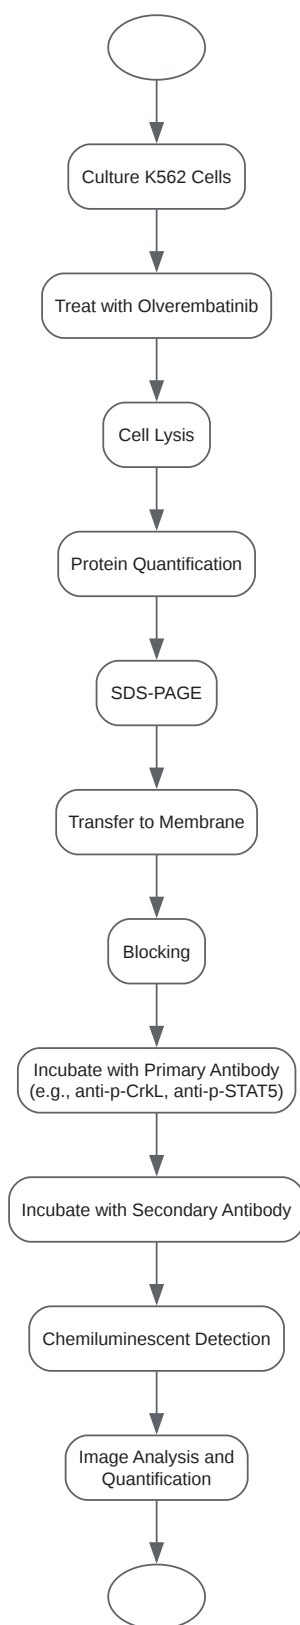 Culture K562 Cells
Treat with Olverembatinib
Cell Lysis
Protein Quantification
SDS-PAGE
Transfer to Membrane
Blocking
Incubate with Primary Antibody
(e.g., anti-p-CrkL, anti-p-STAT5)
Incubate with Secondary Antibody
Chemiluminescent Detection
Image Analysis and
Quantification